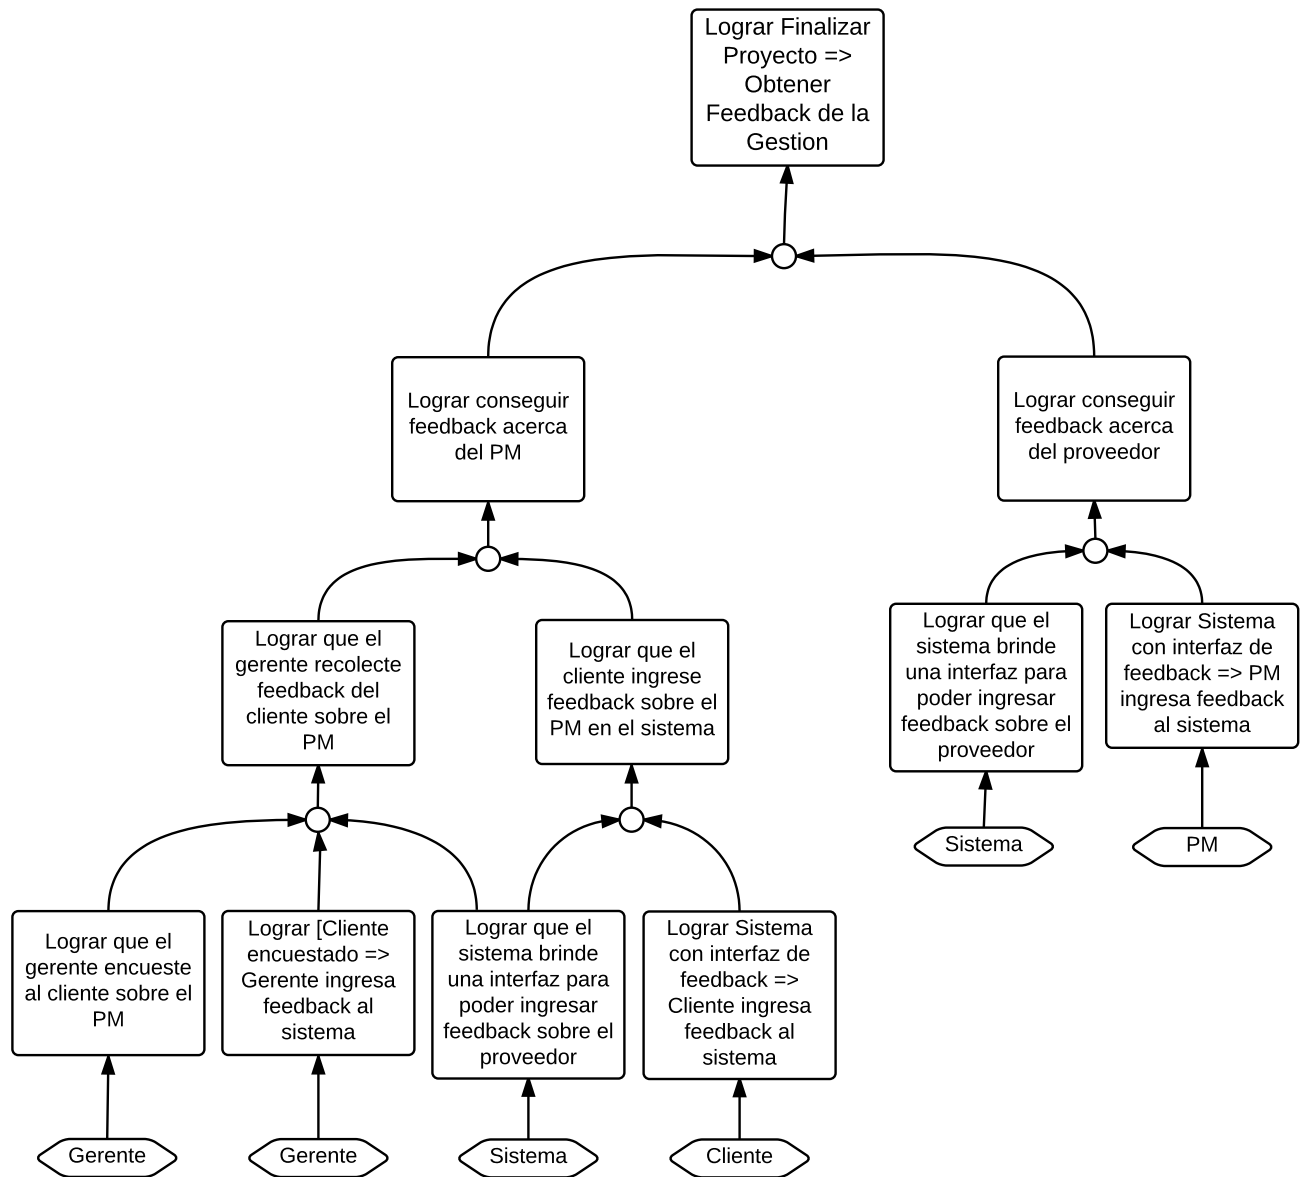 Lograr Finalizar
Proyecto =>
Obtener
Feedback de la
Gestion
Lograr conseguir
feedback acerca
del PM
Lograr conseguir
feedback acerca
del proveedor
Lograr que el
gerente recolecte
feedback del
cliente sobre el
PM
Lograr que el
cliente ingrese
feedback sobre el
PM en el sistema
Lograr que el
sistema brinde
una interfaz para
poder ingresar
feedback sobre el
proveedor
Lograr Sistema
con interfaz de
feedback => PM
ingresa feedback
al sistema
Sistema
PM
Lograr que el
gerente encueste
al cliente sobre el
PM
Lograr [Cliente
encuestado =>
Gerente ingresa
feedback al
sistema
Lograr que el
sistema brinde
una interfaz para
poder ingresar
feedback sobre el
proveedor
Lograr Sistema
con interfaz de
feedback =>
Cliente ingresa
feedback al
sistema
Gerente
Gerente
Sistema
Cliente